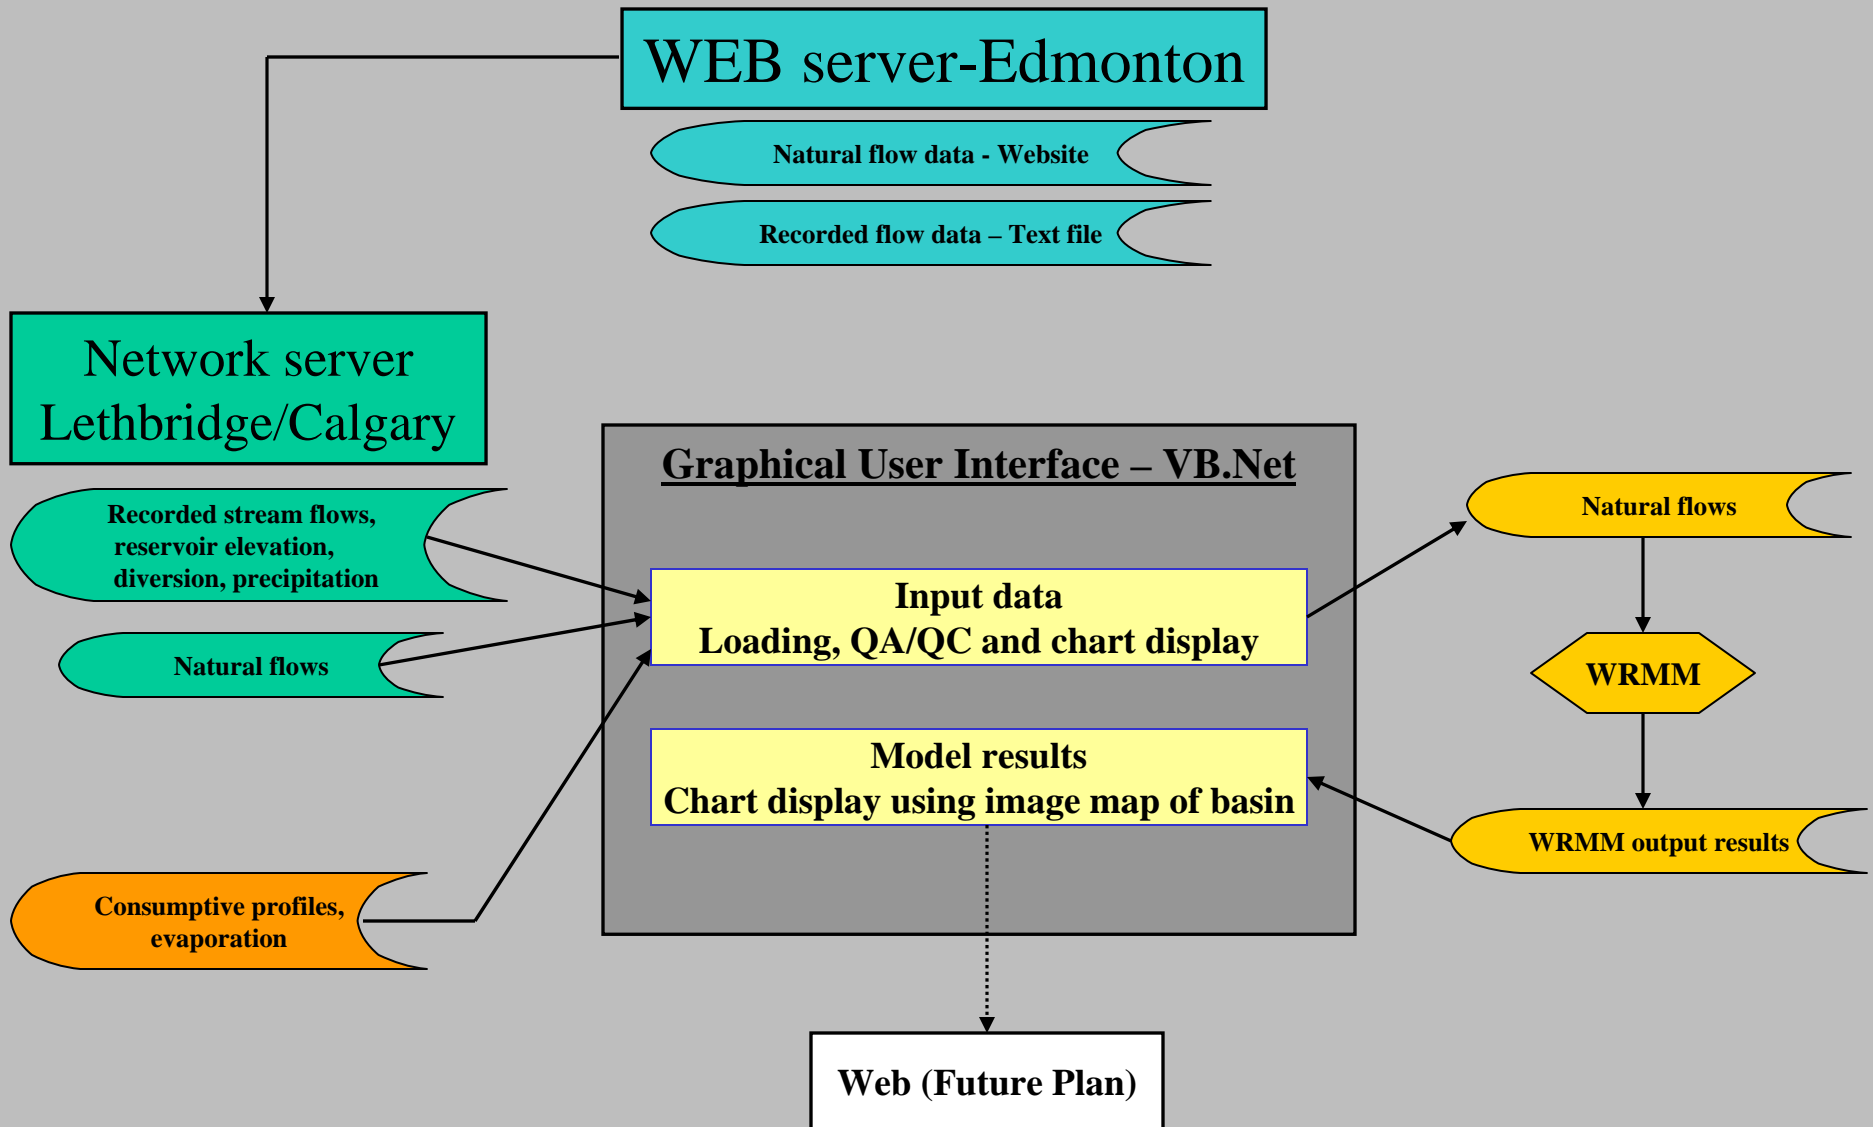 WEB server-Edmonton
Natural flow data - Website
Recorded flow data – Text file
Network server
Lethbridge/Calgary
Recorded stream flows,
reservoir elevation,
diversion, precipitation
Natural flows
Consumptive profiles,
evaporation
Graphical User Interface – VB.Net
Input data
Loading, QA/QC and chart display
Model results
Chart display using image map of basin
Natural flows
WRMM
WRMM output results
Web (Future Plan)